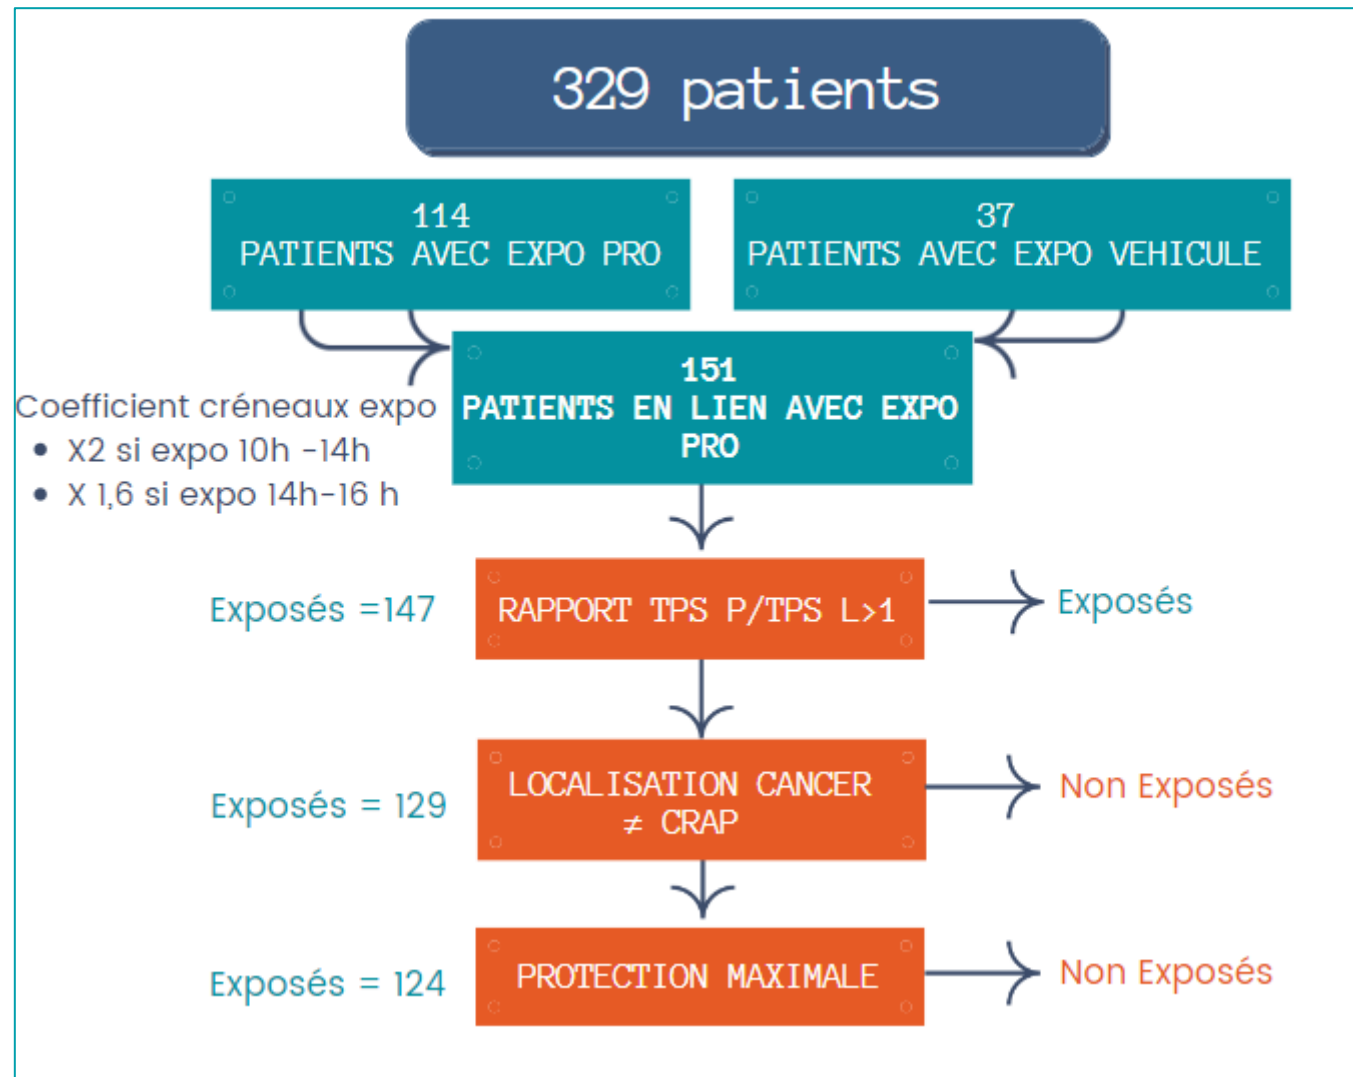 329 patients
114
PATIENTS AVEC EXPO PRO
37
PATIENTS AVEC EXPO VEHICULE
151
PATIENTS EN LIEN AVEC EXPO
PRO
Coefficient créneaux expo
• X2 si expo 10h -14h
• X 1,6 si expo 14h-16 h
Exposés =147
RAPPORT TPS P/TPS L>1
Exposés
Exposés = 129
LOCALISATION CANCER
≠ CRAP
Non Exposés
Exposés = 124
PROTECTION MAXIMALE
Non Exposés